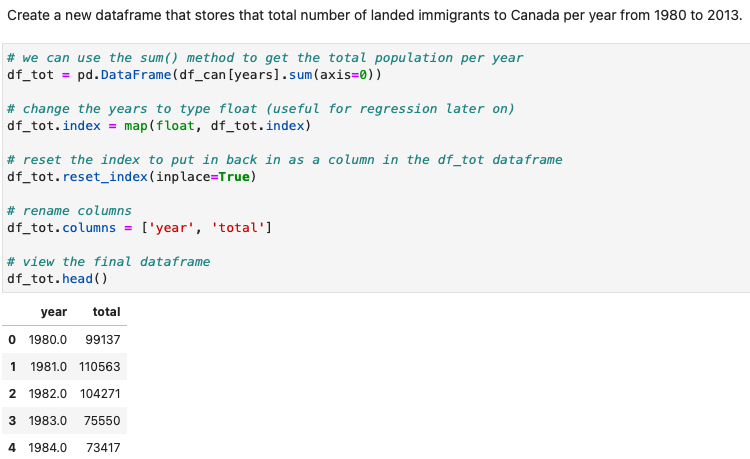 Create a new dataframe that stores that total number of landed immigrants to Canada per year from 1980 to 2013.
# we can use the sum() method to get the total population per year
df_tot = pd.DataFrame(df_can[years].sum(axis=0))
# change the years to type float (useful for regression later on)
df_tot.index = map(float, df_tot.index)
# reset the index to put in back in as a column in the df_tot dataframe
df_tot.reset_index(inplace=True)
# rename columns
df_tot.columns = ['year', 'total']
# view the final dataframe
df_tot.head()
year total
0 1980.0 99137
1 1981.0 110563
2 1982.0 104271
3 1983.0 75550
4 1984.0 73417